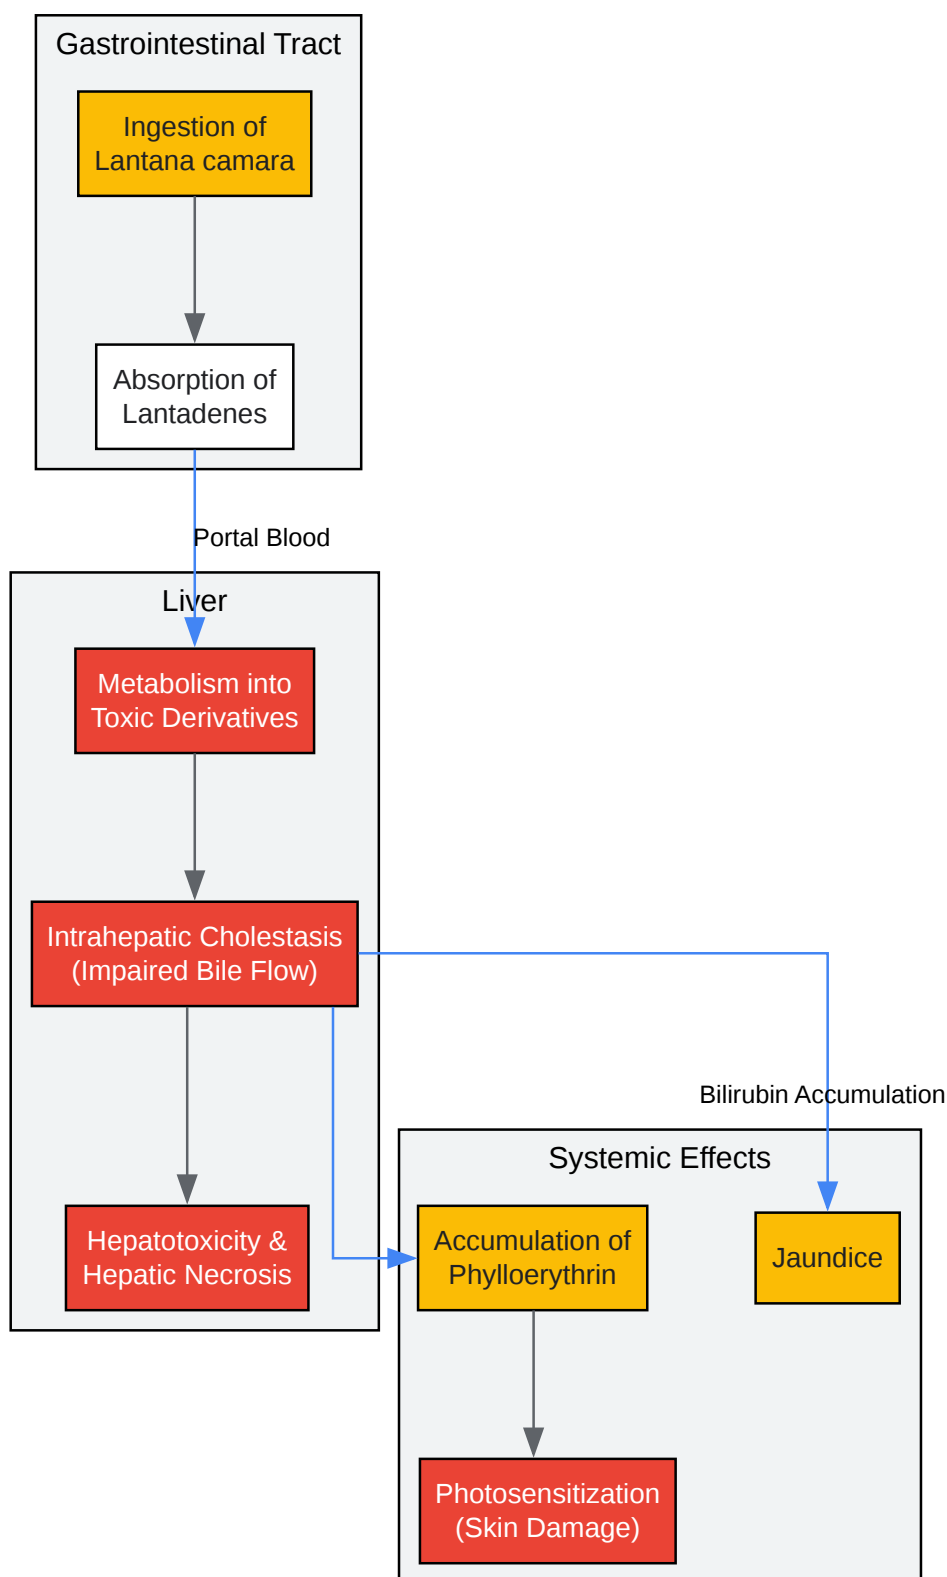 Gastrointestinal Tract
Ingestion of
Lantana camara
Absorption of
Lantadenes
Portal Blood
Liver
Metabolism into
Toxic Derivatives
Intrahepatic Cholestasis
(Impaired Bile Flow)
Bilirubin Accumulation
Systemic Effects
Hepatotoxicity &
Hepatic Necrosis
Accumulation of
Phylloerythrin
Jaundice
Photosensitization
(Skin Damage)